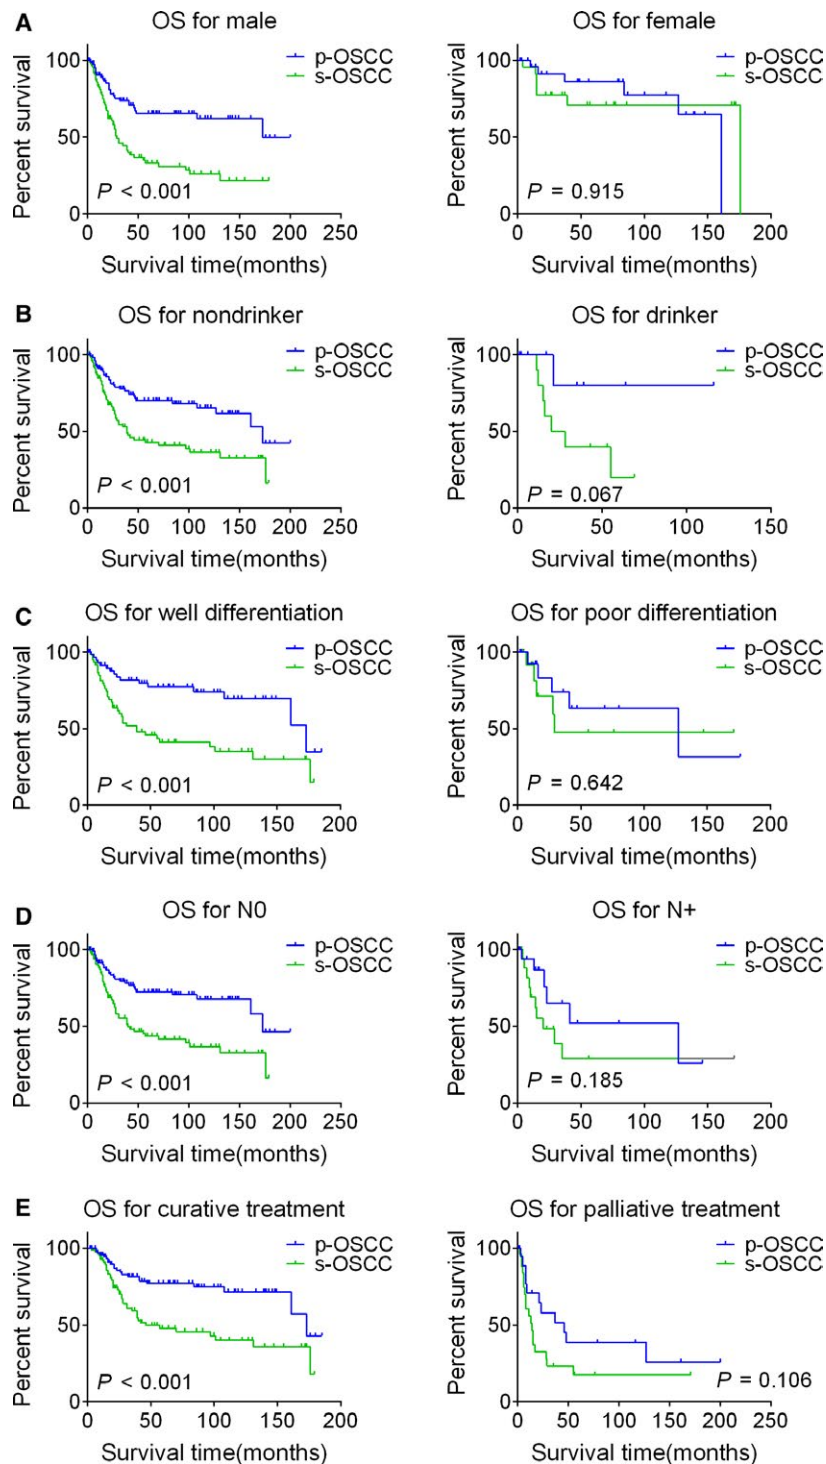 A OS for male
p-OSCC
s-OSCC
Percent survival
100
50
0
P < 0.001
0 50 100 150 200 250
Survival time(months)
OS for female
p-OSCC
s-OSCC
Percent survival
100
50
0
P = 0.915
0 50 100 150 200
Survival time(months)
B OS for nondrinker
p-OSCC
s-OSCC
Percent survival
100
50
0
P < 0.001
0 50 100 150 200 250
Survival time(months)
OS for drinker
p-OSCC
s-OSCC
Percent survival
100
50
0
P = 0.067
0 50 100 150
Survival time(months)
C OS for well differentiation
p-OSCC
s-OSCC
Percent survival
100
50
0
P < 0.001
0 50 100 150 200
Survival time(months)
OS for poor differentiation
p-OSCC
s-OSCC
Percent survival
100
50
0
P = 0.642
0 50 100 150 200
Survival time(months)
D OS for N0
p-OSCC
s-OSCC
Percent survival
100
50
0
P < 0.001
0 50 100 150 200 250
Survival time(months)
OS for N+
p-OSCC
s-OSCC
Percent survival
100
50
0
P = 0.185
0 50 100 150 200
Survival time(months)
E OS for curative treatment
p-OSCC
s-OSCC
Percent survival
100
50
0
P < 0.001
0 50 100 150 200
Survival time(months)
OS for palliative treatment
p-OSCC
s-OSCC
Percent survival
100
50
0
P = 0.106
0 50 100 150 200 250
Survival time(months)